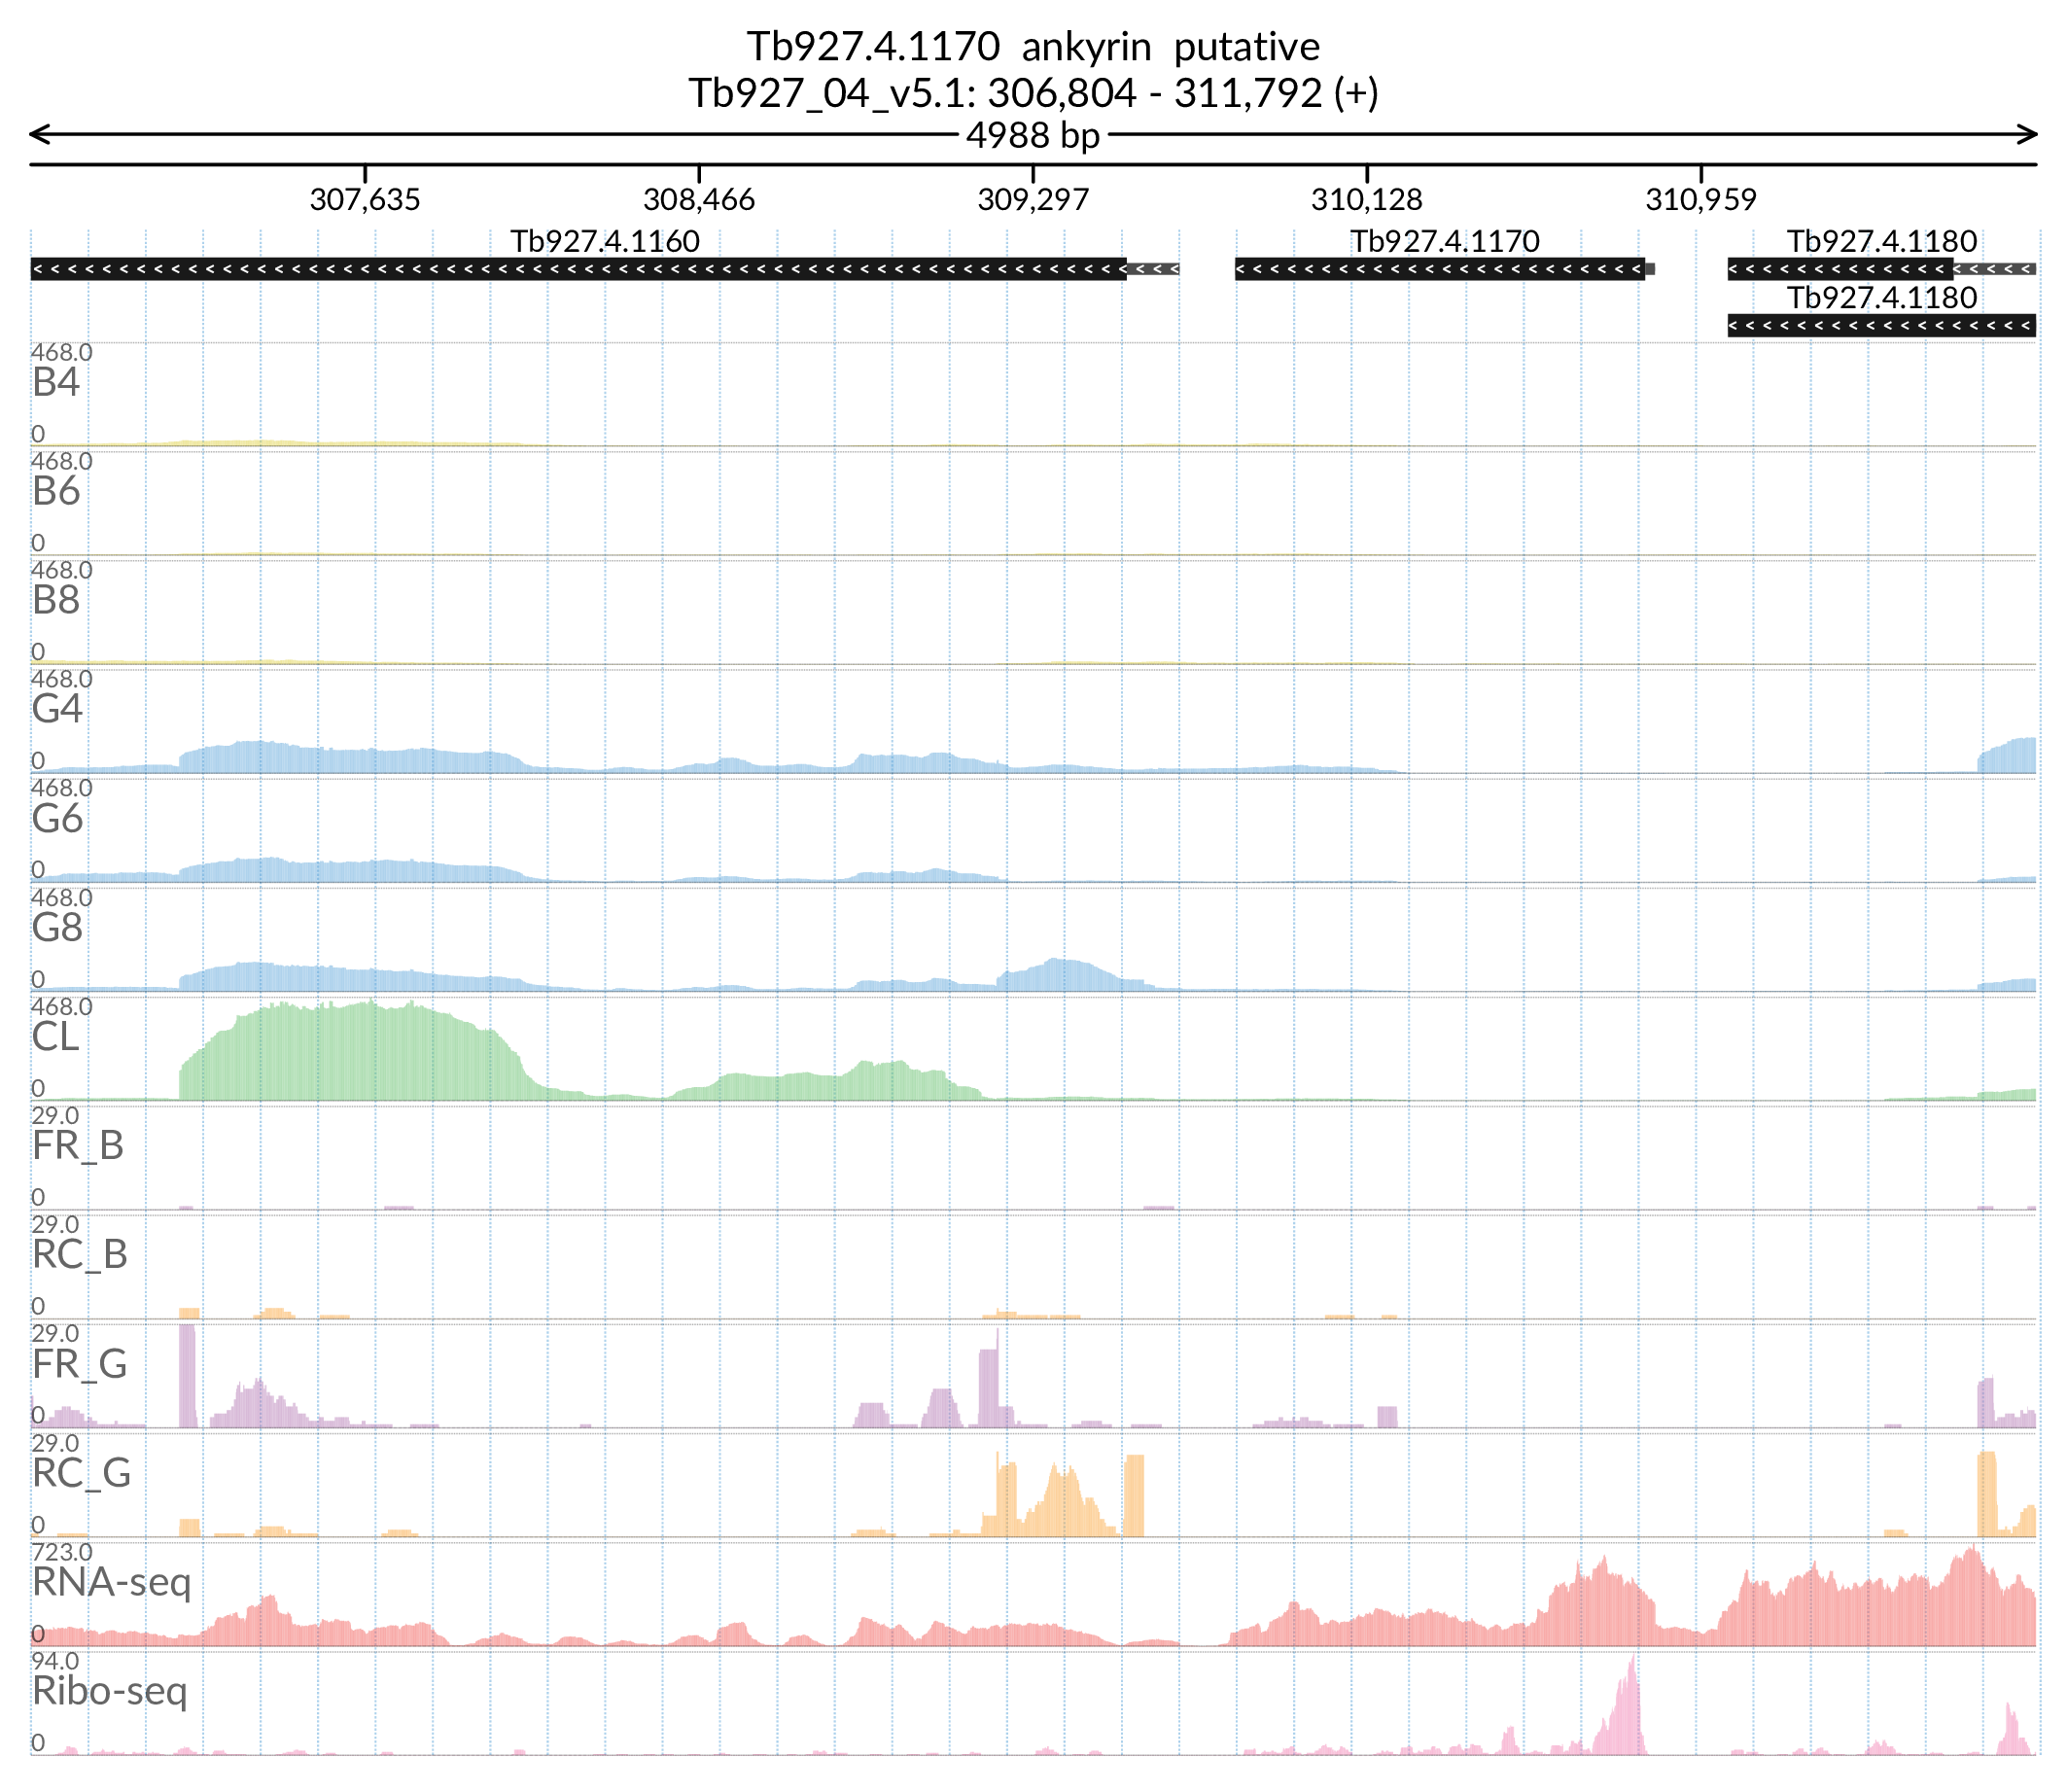 Tb927.4.1170 ankyrin putative
Tb927_04_v5.1: 306,804 - 311,792 (+)
4988 bp
307,635 308,466 309,297 310,128 310,959
Tb927.4.1160 Tb927.4.1170 Tb927.4.1180
Tb927.4.1180
468.0
B4
0
468.0
B6
0
468.0
B8
0
468.0
G4
0
468.0
G6
0
468.0
G8
0
468.0
CL
0
29.0
FR_B
0
29.0
RC_B
0
29.0
FR_G
0
29.0
RC_G
0
723.0
RNA-seq
0
94.0
Ribo-seq
0